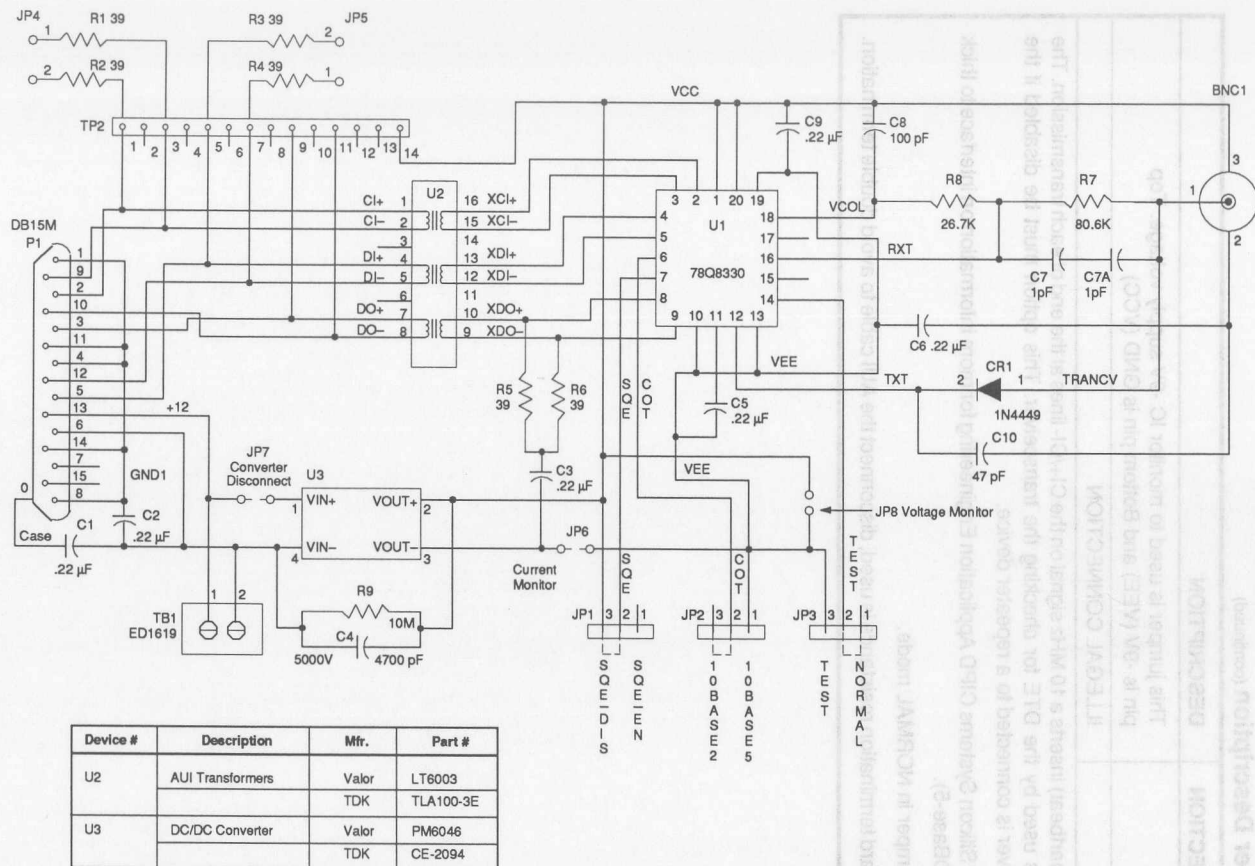 JP4
R1 39
R3 39
JP5
1
2
2
R2 39
R4 39
1
TP2
1 2 3 4 5 6 7 8 9 10 11 12 13 14
VCC
BNC1
C9
.22 µF
C8
100 pF
DB15M
P1
1
9
2
10
3
11
4
12
5
13
6
14
7
15
8
0
Case
GND1
+12
U2
CI+ 1 16 XCI+
CI– 2 15 XCI–
3 14
DI+ 4 13 XDI+
DI– 5 12 XDI–
6 11
DO+ 7 10 XDO+
DO– 8 9 XDO–
3 2 1 20 19
4 18
5 17
6 16
7 15
8 14
9 10 11 12 13
U1
78Q8330
VCOL
RXT
R8
26.7K
R7
80.6K
C7
1pF
C7A
1pF
3
1
2
C6 .22 µF
VEE
TXT
2
CR1
1
TRANCV
1N4449
C10
47 pF
R5
39
R6
39
SQE
COT
C5
.22 µF
VEE
C3
.22 µF
JP7
Converter
Disconnect
U3
VIN+ VOUT+
1 2
VIN– VOUT–
4 3
JP6
Current
Monitor
JP8 Voltage Monitor
C1
.22 µF
C2
.22 µF
1 2
TB1
ED1619
R9
10M
C4
5000V
4700 pF
SQE
COT
TEST
JP1 3 2 1
JP2 3 2 1
JP3 3 2 1
SQE–DIS
SQE–EN
10BASE2
10BASE5
TEST
NORMAL
Device # Description Mfr. Part #
U2 AUI Transformers Valor LT6003
TDK TLA100-3E
U3 DC/DC Converter Valor PM6046
TDK CE-2094